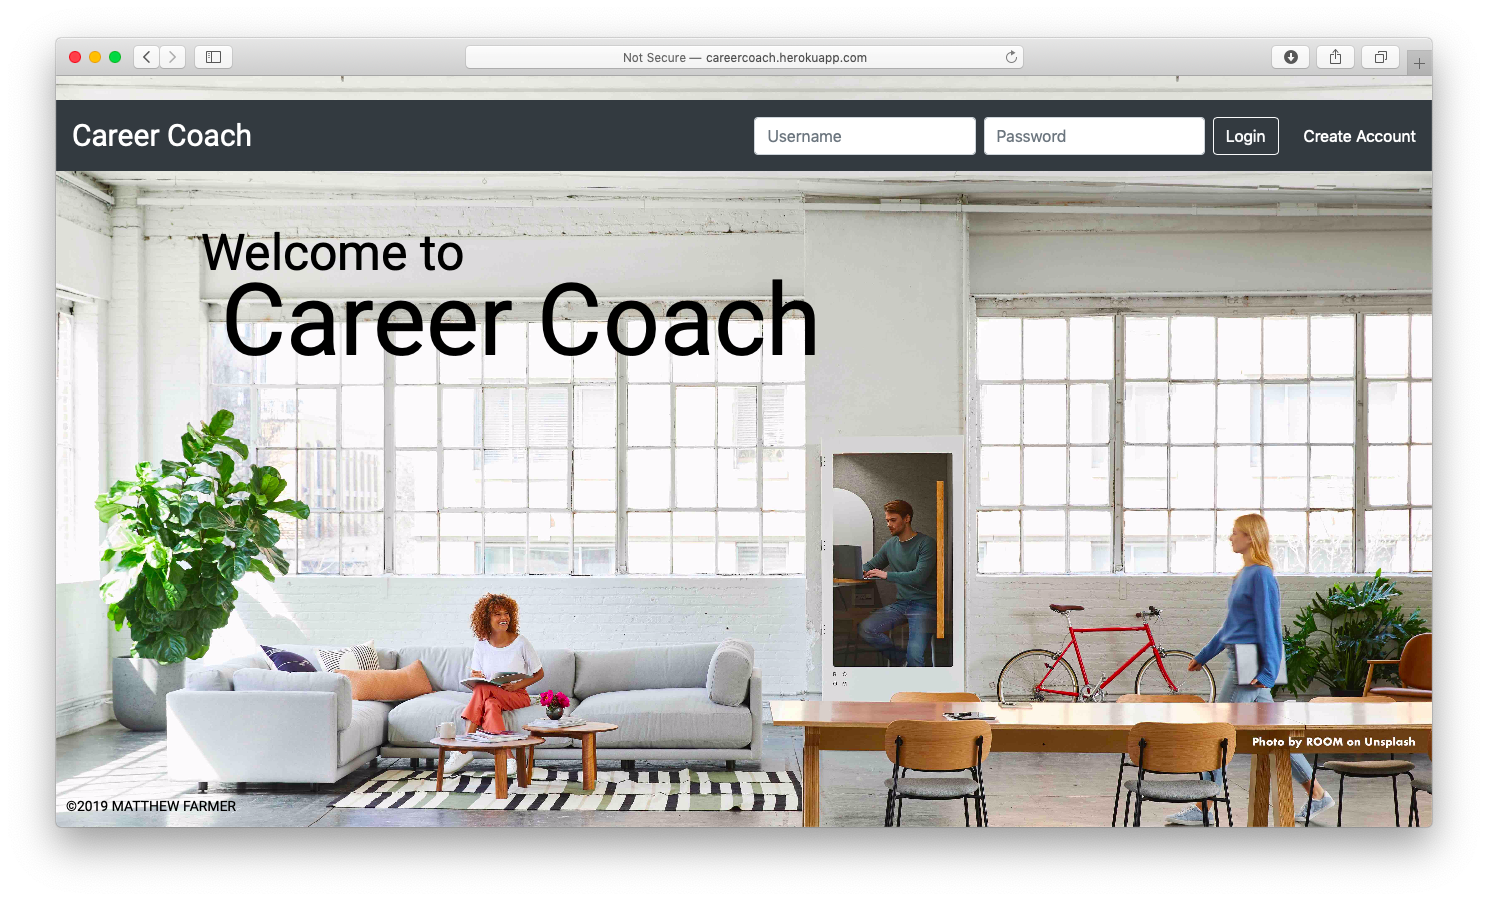 Not Secure — careercoach.herokuapp.com
Career Coach
Username
Password
Login
Create Account
Welcome to
Career Coach
R O
O M
Photo by ROOM on Unsplash
©2019 MATTHEW FARMER